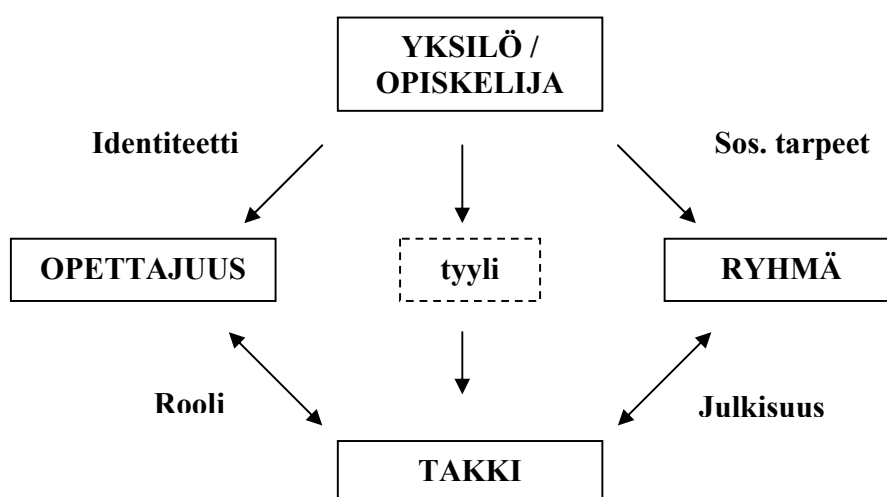 YKSILÖ /
OPISKELIJA
Identiteetti
Sos. tarpeet
OPETTAJUUS
tyyli
RYHMÄ
Rooli
Julkisuus
TAKKI